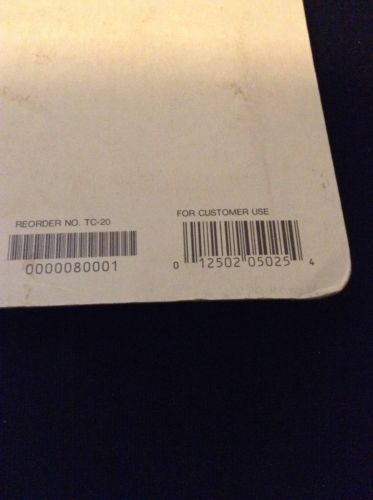 REORDER NO. TC-20
0000080001
FOR CUSTOMER USE
0 12502 05025 4